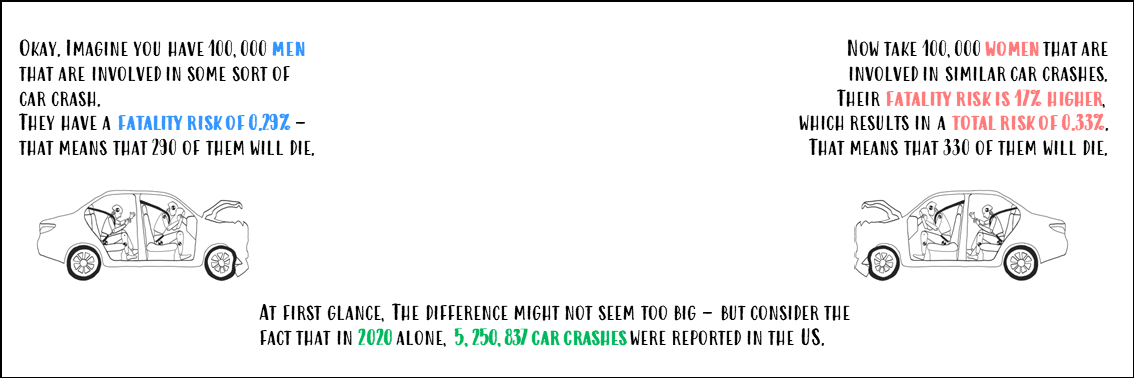 Okay. Imagine you have 100,000 men
that are involved in some sort of
car crash.
They have a fatality risk of 0.29% –
that means that 290 of them will die.
Now take 100,000 women that are
involved in similar car crashes.
Their fatality risk is 17% higher,
which results in a total risk of 0.33%.
That means that 330 of them will die.
At first glance, The difference might not seem too big – but consider the
fact that in 2020 alone, 5,250,837 car crashes were reported in the US.